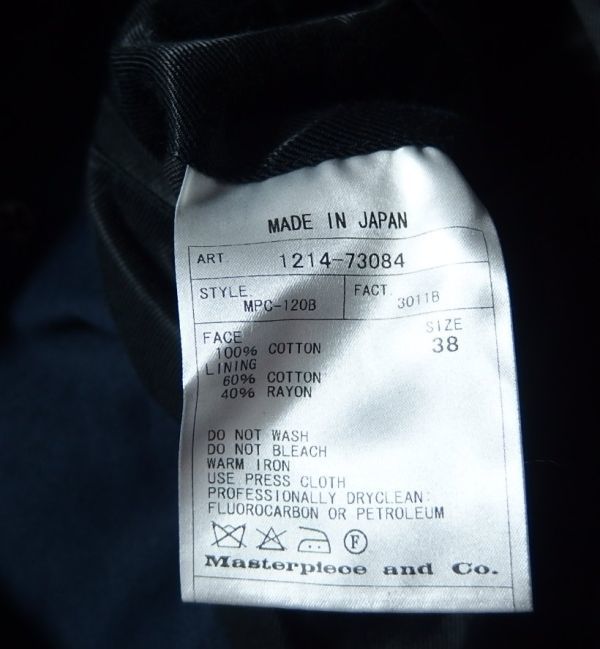 MADE IN JAPAN
ART. 1214-73084
STYLE. MPC-120B FACT. 3011B
FACE SIZE
100% COTTON 38
LINING
60% COTTON
40% RAYON
DO NOT WASH
DO NOT BLEACH
WARM IRON
USE PRESS CLOTH
PROFESSIONALLY DRYCLEAN:
FLUOROCARBON OR PETROLEUM
F
Masterpiece and Co.